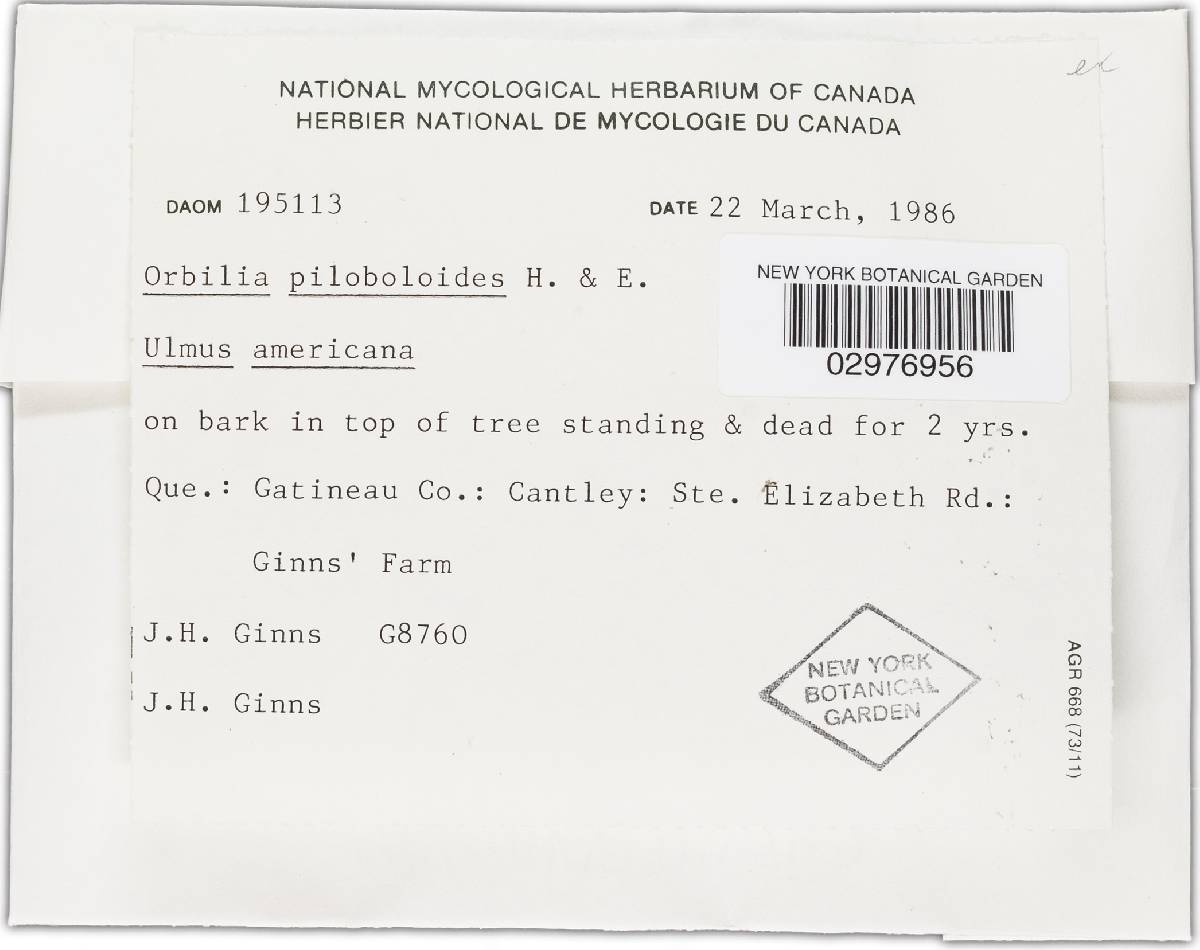 ex
NATIONAL MYCOLOGICAL HERBARIUM OF CANADA
HERBIER NATIONAL DE MYCOLOGIE DU CANADA
DAOM 195113 DATE 22 March, 1986
Orbilia piloboloides H. & E.
NEW YORK BOTANICAL GARDEN
02976956
Ulmus americana
on bark in top of tree standing & dead for 2 yrs.
Que.: Gatineau Co.: Cantley: Ste. Elizabeth Rd.:
Ginns' Farm
J.H. Ginns G8760
J.H. Ginns
NEW YORK
BOTANICAL
GARDEN
AGR 668 (73/11)